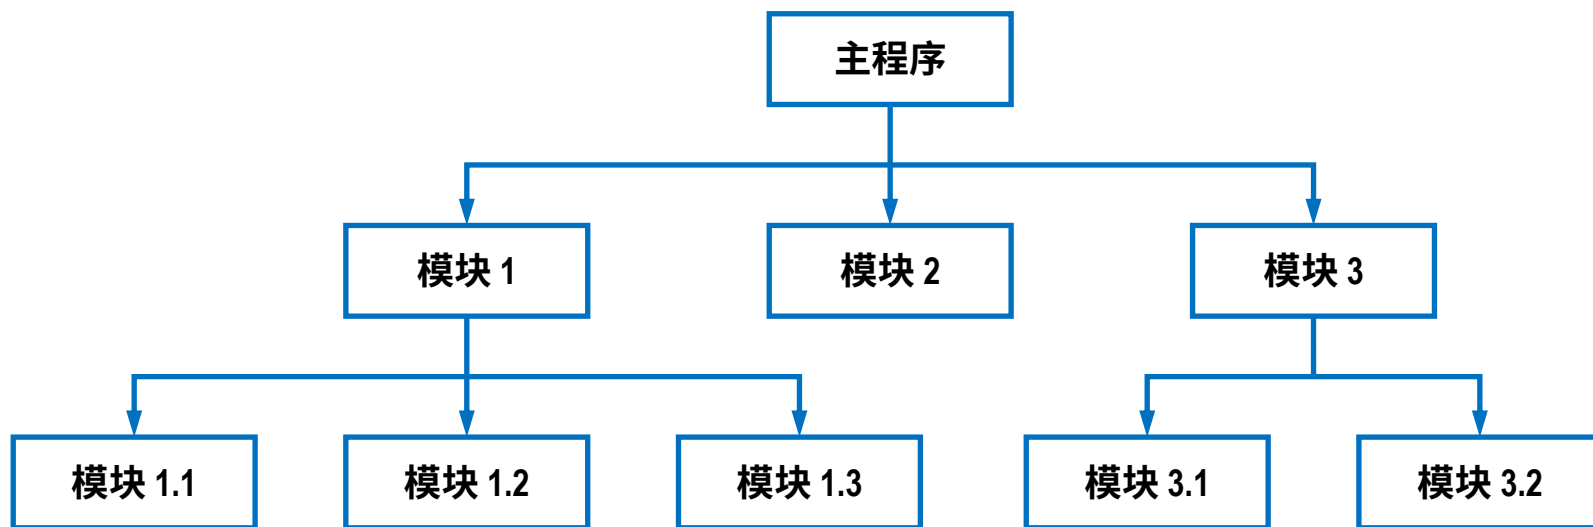 主程序
模块 1
模块 2
模块 3
模块 1.1
模块 1.2
模块 1.3
模块 3.1
模块 3.2